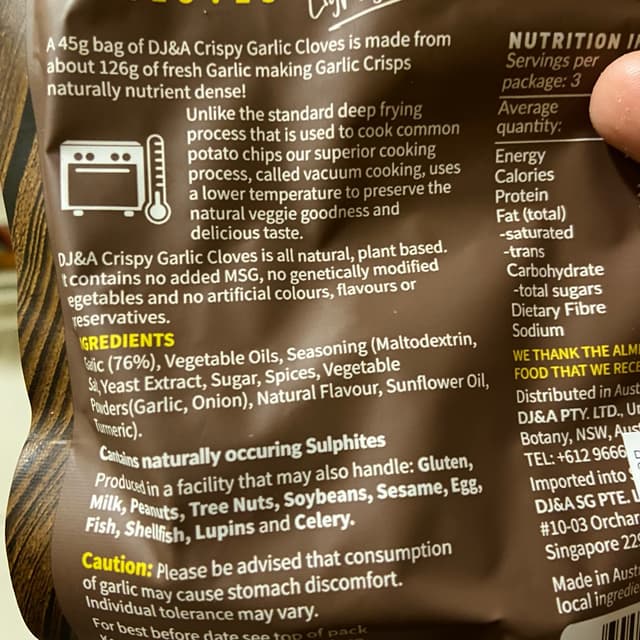 A 45g bag of DJ&A Crispy Garlic Cloves is made from
about 126g of fresh Garlic making Garlic Crisps
naturally nutrient dense!
Unlike the standard deep frying
process that is used to cook common
potato chips our superior cooking
process, called vacuum cooking, uses
a lower temperature to preserve the
natural veggie goodness and
delicious taste.
DJ&A Crispy Garlic Cloves is all natural, plant based.
t contains no added MSG, no genetically modified
egetables and no artificial colours, flavours or
reservatives.
GREDIENTS
Garlic (76%), Vegetable Oils, Seasoning (Maltodextrin,
Salt, Yeast Extract, Sugar, Spices, Vegetable
Powders(Garlic, Onion), Natural Flavour, Sunflower Oil,
Turmeric).
Contains naturally occuring Sulphites
Produced in a facility that may also handle: Gluten,
Milk, Peanuts, Tree Nuts, Soybeans, Sesame, Egg,
Fish, Shellfish, Lupins and Celery.
Caution: Please be advised that consumption
of garlic may cause stomach discomfort.
Individual tolerance may vary.
For best before date see top of pack
NUTRITION
Servings per
package: 3
Average
quantity:
Energy
Calories
Protein
Fat (total)
-saturated
-trans
Carbohydrate
-total sugars
Dietary Fibre
Sodium
WE THANK THE ALM
FOOD THAT WE RECE
Distributed in Aust
DJ&A PTY. LTD., Un
Botany, NSW, Aus
TEL: +612 9666
Imported into
DJ&A SG PTE. L
#10-03 Orchar
Singapore 22
Made in Aust
local ingredie